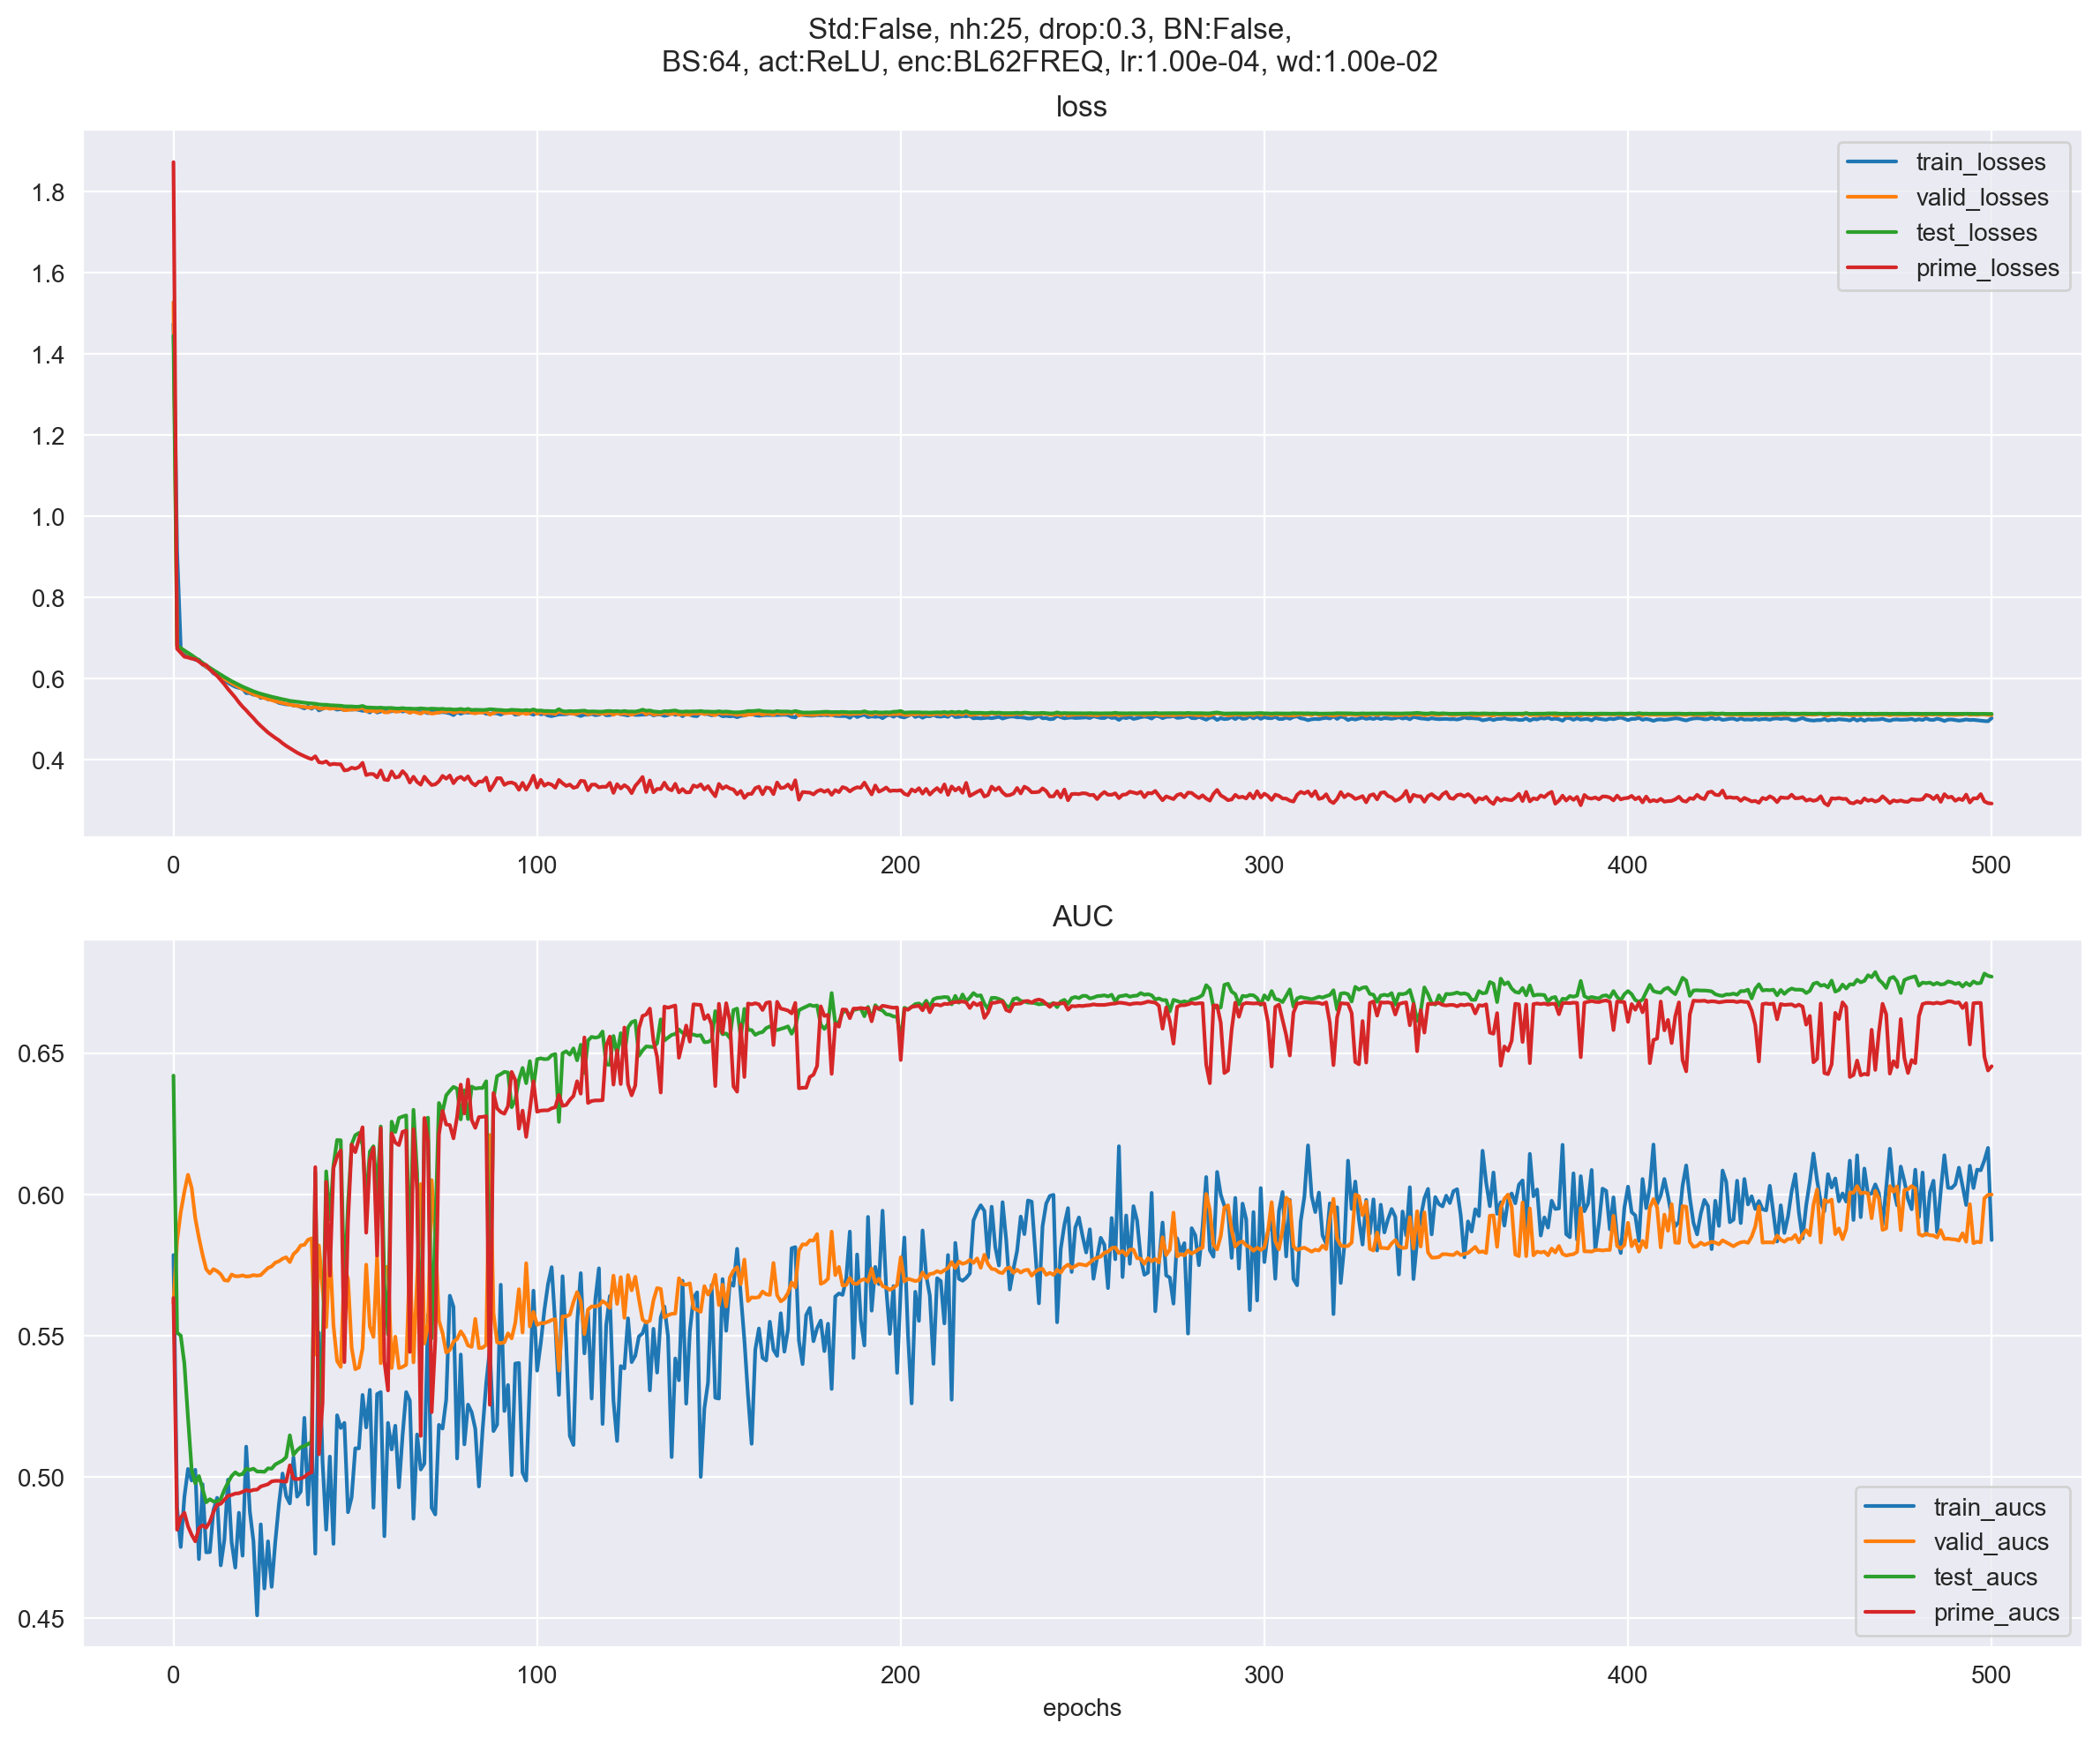 Std:False, nh:25, drop:0.3, BN:False,
BS:64, act:ReLU, enc:BL62FREQ, lr:1.00e-04, wd:1.00e-02
loss
train_losses
valid_losses
test_losses
prime_losses
1.8
1.6
1.4
1.2
1.0
0.8
0.6
0.4
0 100 200 300 400 500
AUC
0.65
0.60
0.55
0.50
0.45
train_aucs
valid_aucs
test_aucs
prime_aucs
0 100 200 300 400 500
epochs